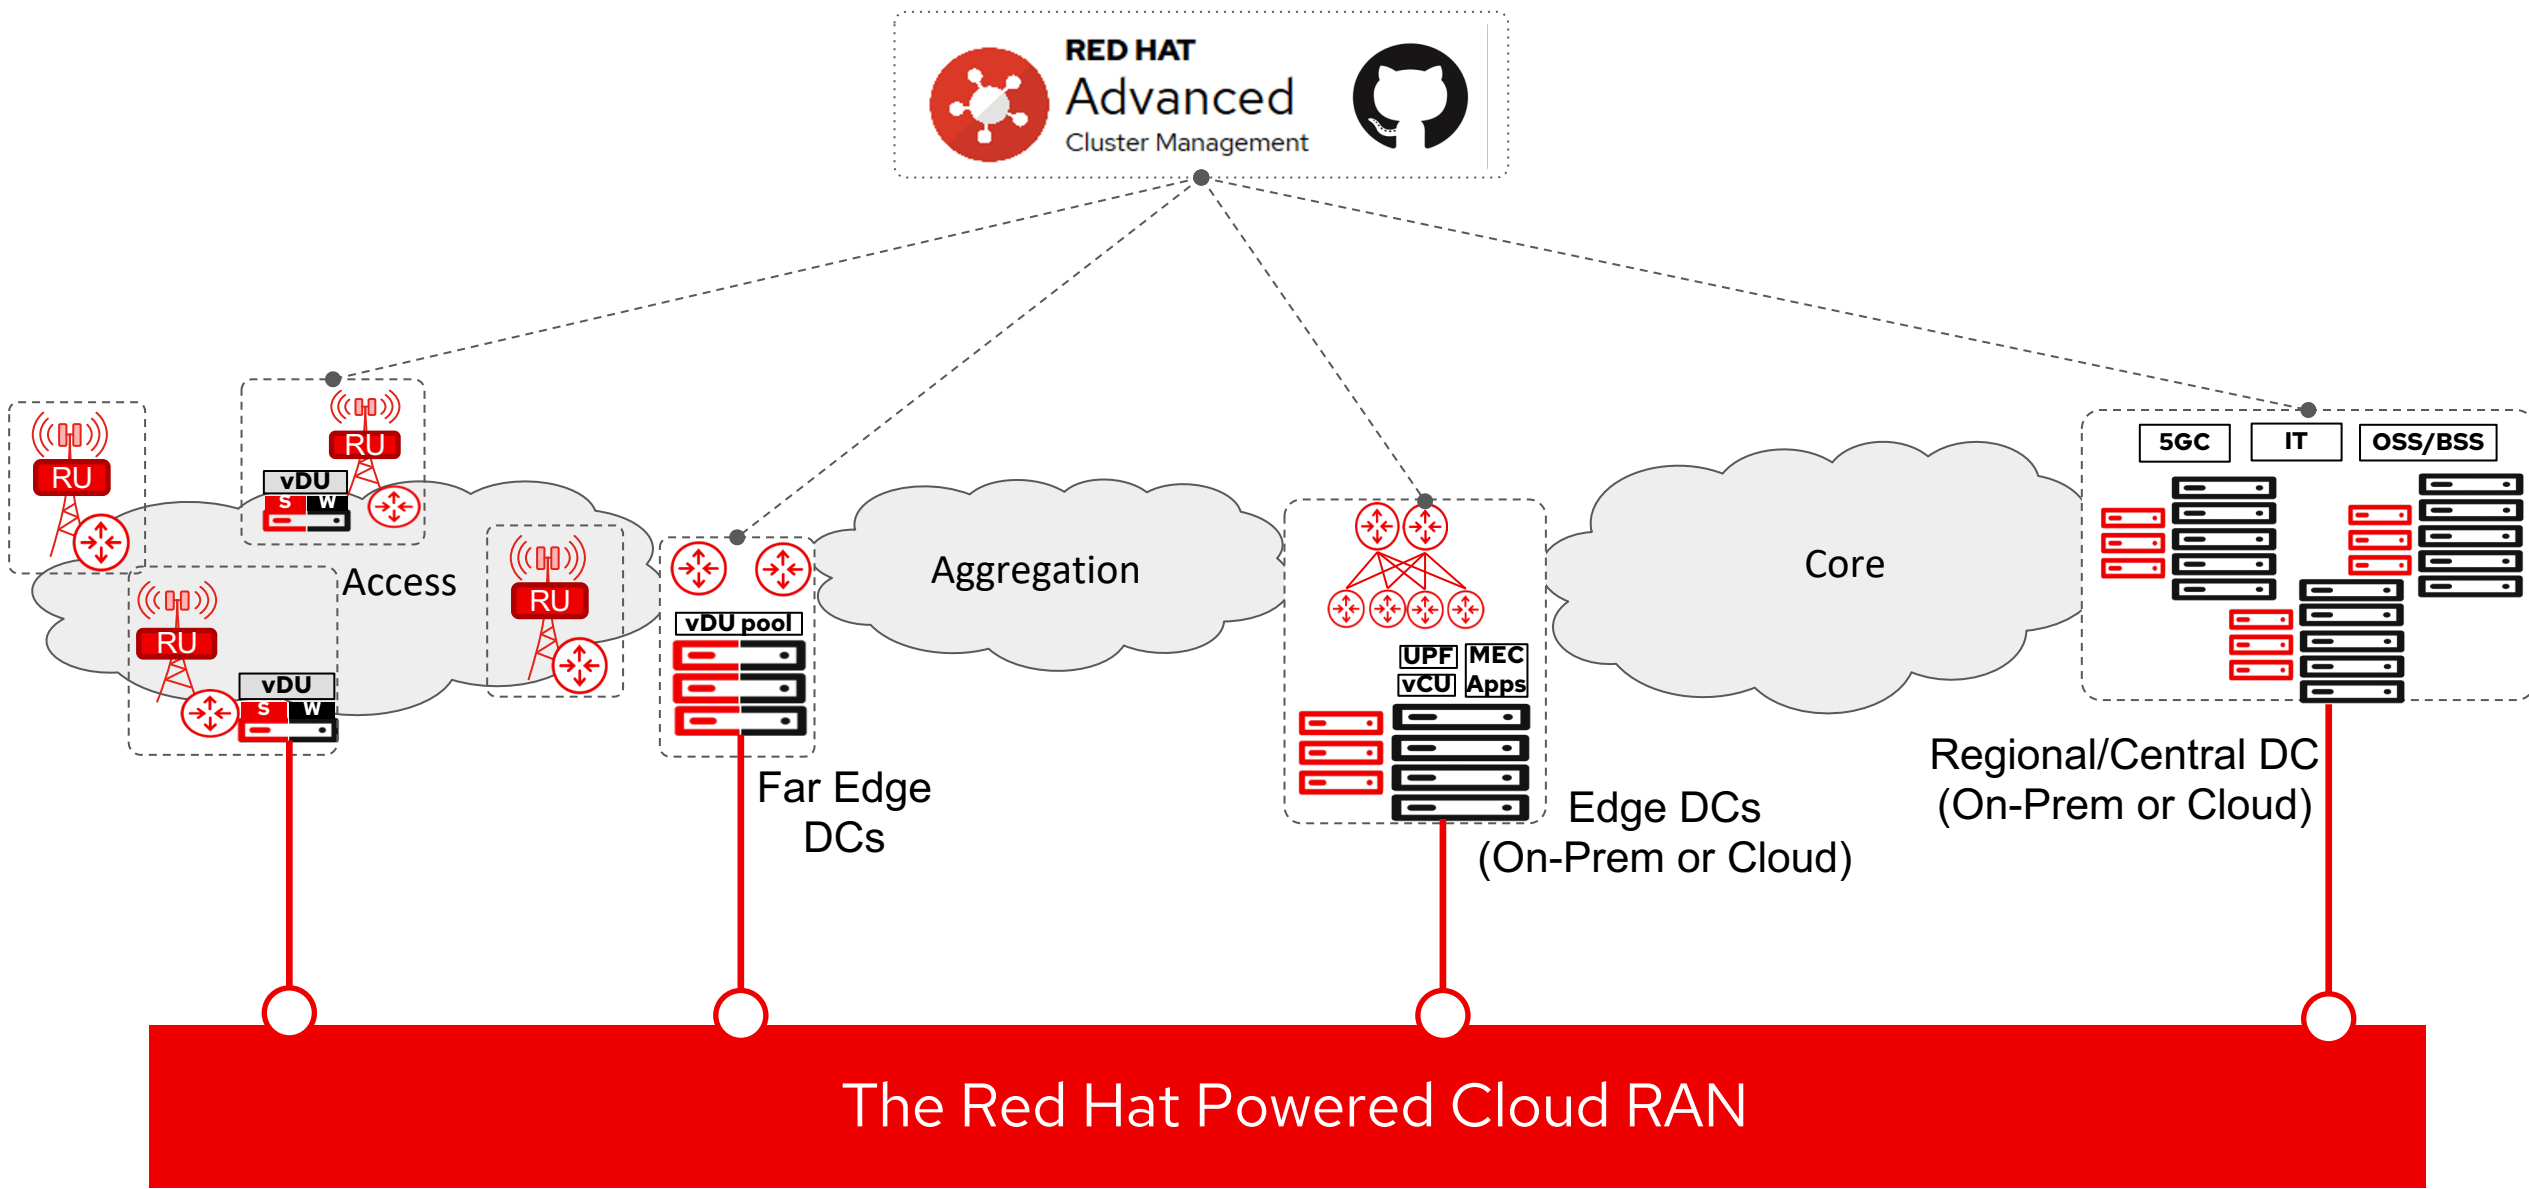 RED HAT
Advanced
Cluster Management
RU
RU
vDU
S W
Access
RU
vDU
S W
RU
vDU pool
Far Edge
DCs
Aggregation
UPF
vCU
MEC
Apps
Edge DCs
(On-Prem or Cloud)
Core
5GC
IT
OSS/BSS
Regional/Central DC
(On-Prem or Cloud)
The Red Hat Powered Cloud RAN